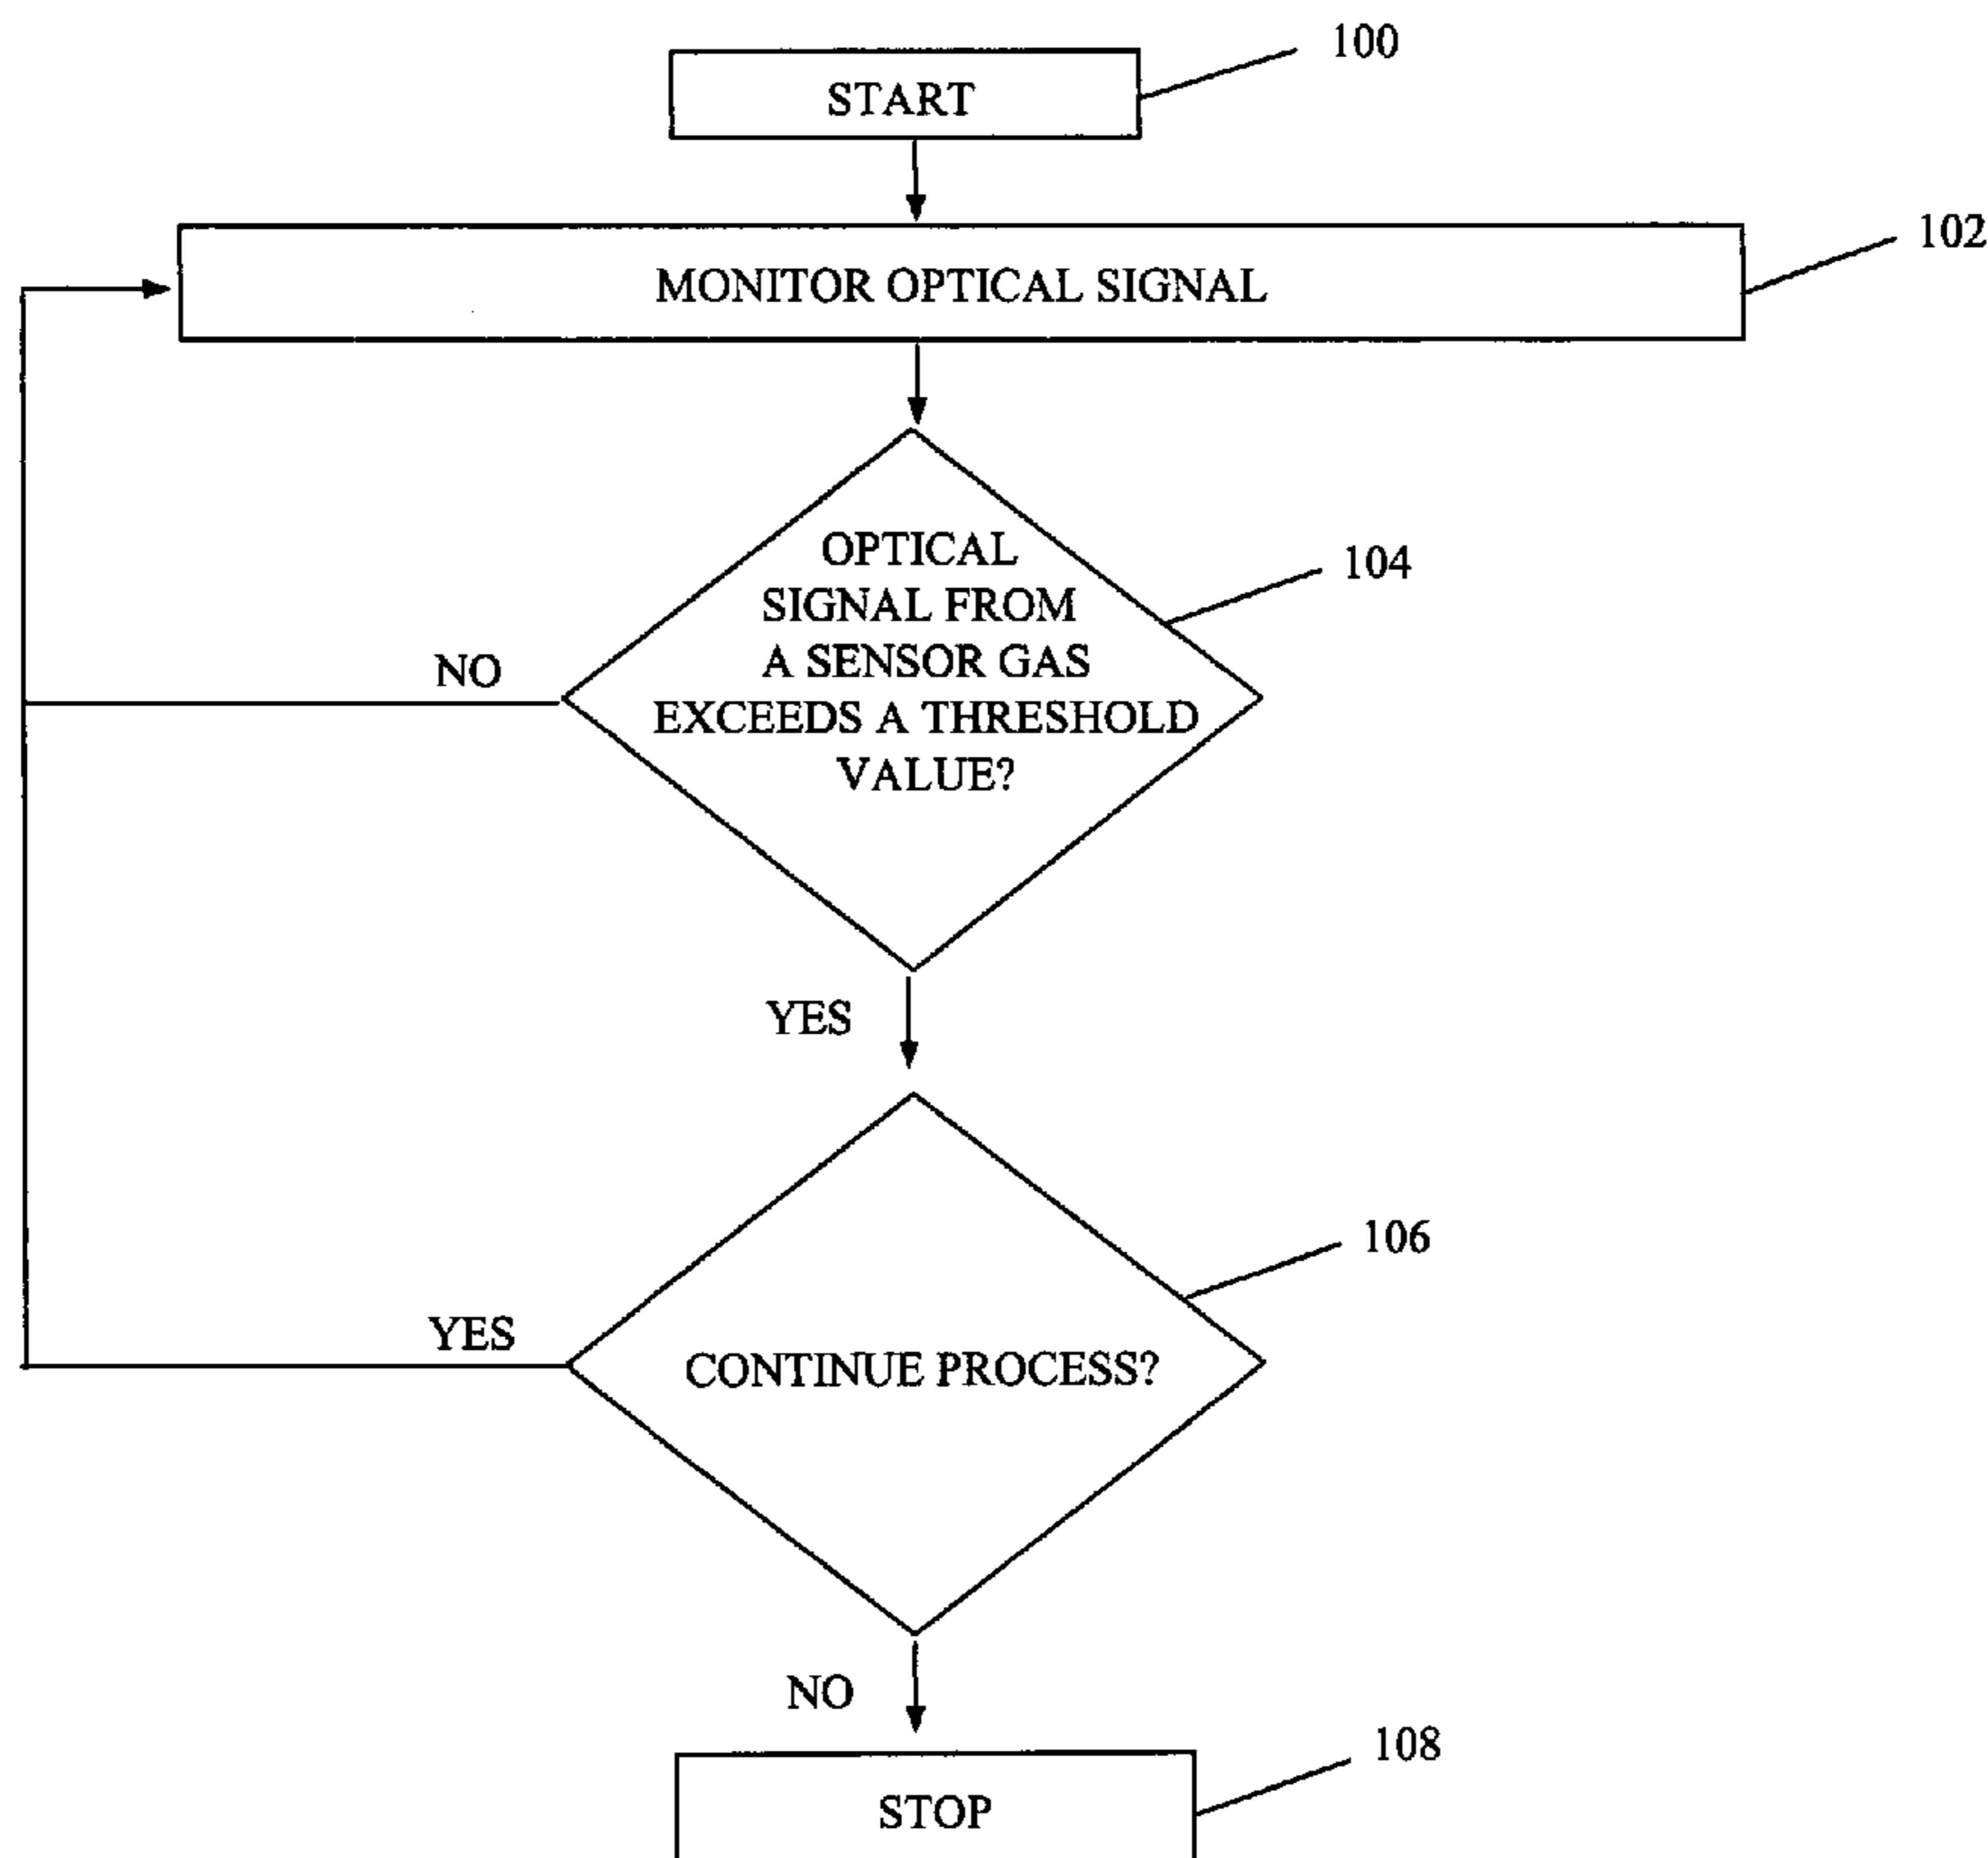 100
START
102
MONITOR OPTICAL SIGNAL
OPTICAL
SIGNAL FROM
A SENSOR GAS
EXCEEDS A THRESHOLD
VALUE?
104
NO
YES
106
YES
CONTINUE PROCESS?
NO
108
STOP